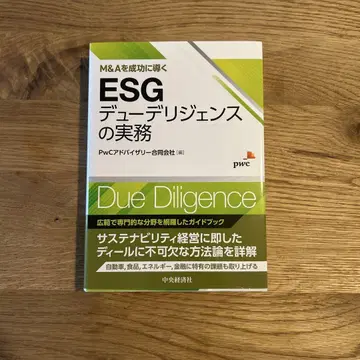 M&Aを成功に導く
ESG
デューデリジェンス
の実務
PwCアドバイザリー合同会社[編]
pwc
Due Diligence
広範で専門的な分野を網羅したガイドブック
サステナビリティ経営に即した
ディールに不可欠な方法論を詳解
自動車,食品,エネルギー,金融に特有の課題も取り上げる
中央経済社